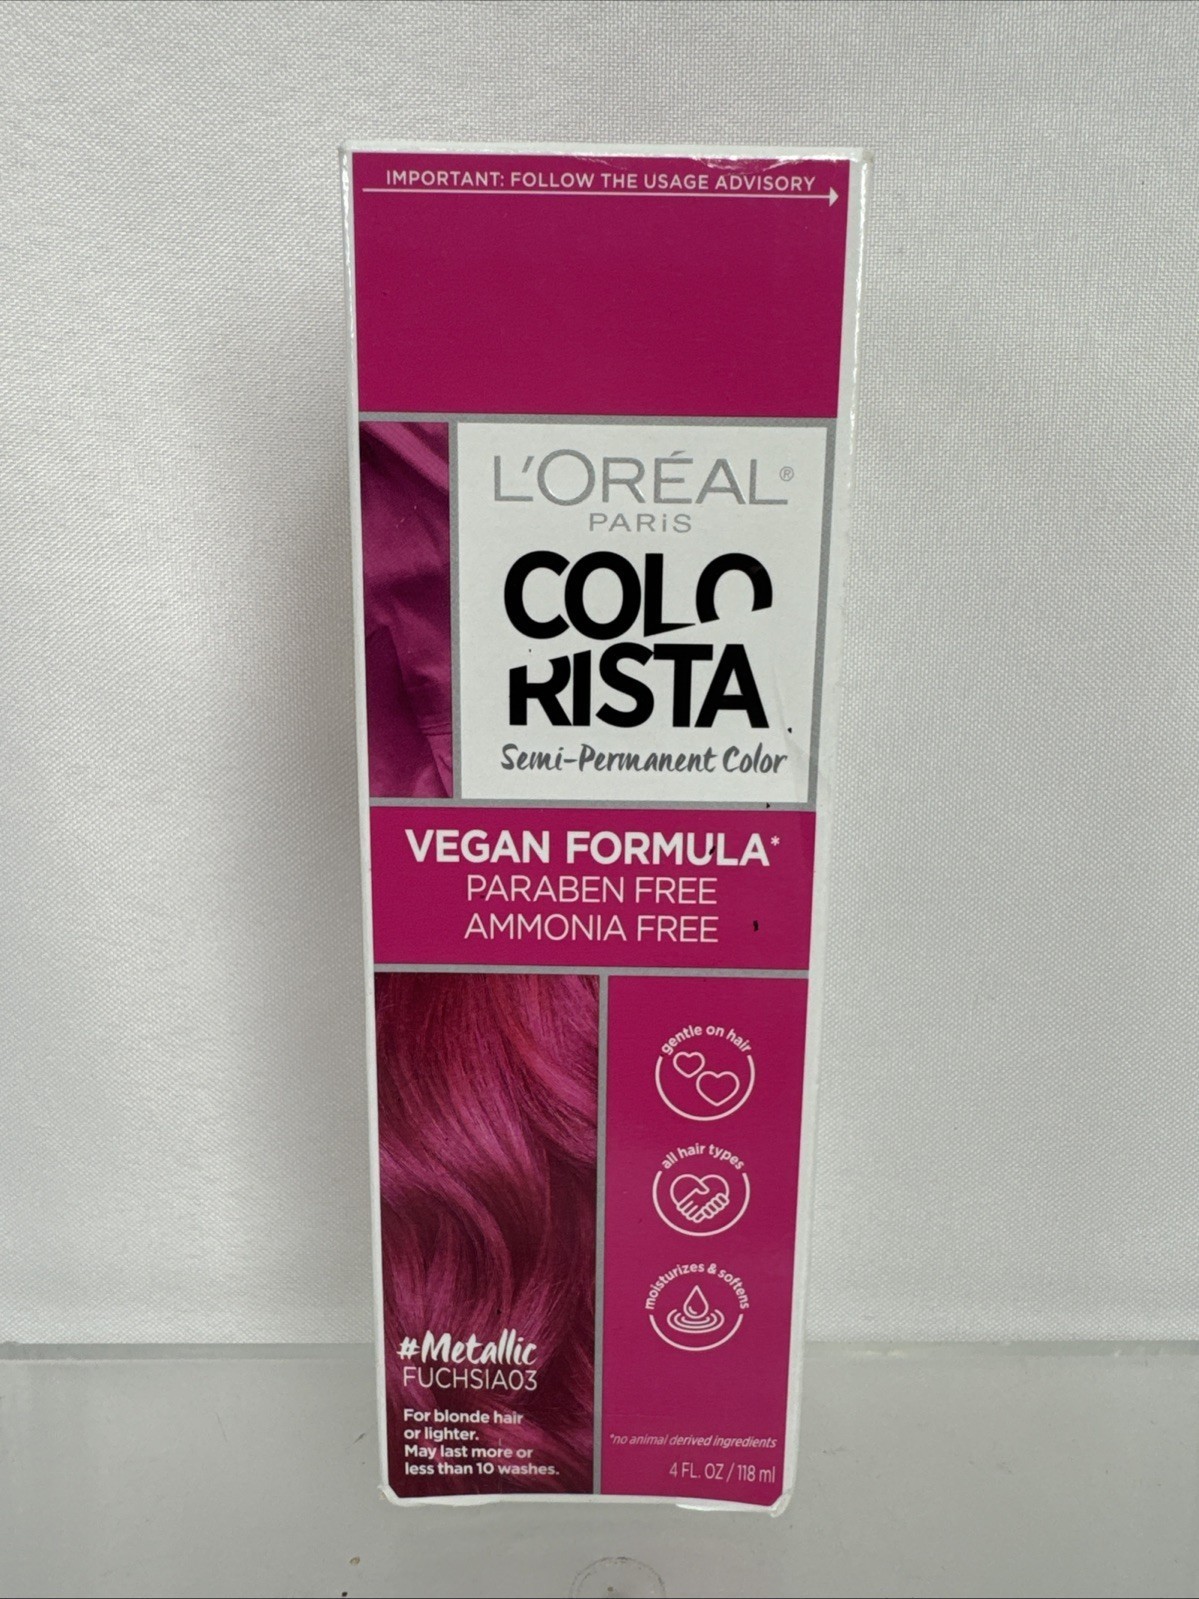 IMPORTANT: FOLLOW THE USAGE ADVISORY
L'ORÉAL®
PARiS
COLO
RISTA
Semi-Permanent Color
VEGAN FORMULA*
PARABEN FREE
AMMONIA FREE
gentle on hair
all hair types
moisturizes & softens
#Metallic
FUCHSIA03
For blonde hair
or lighter.
May last more or
less than 10 washes.
*no animal derived ingredients
4 FL. OZ / 118 ml